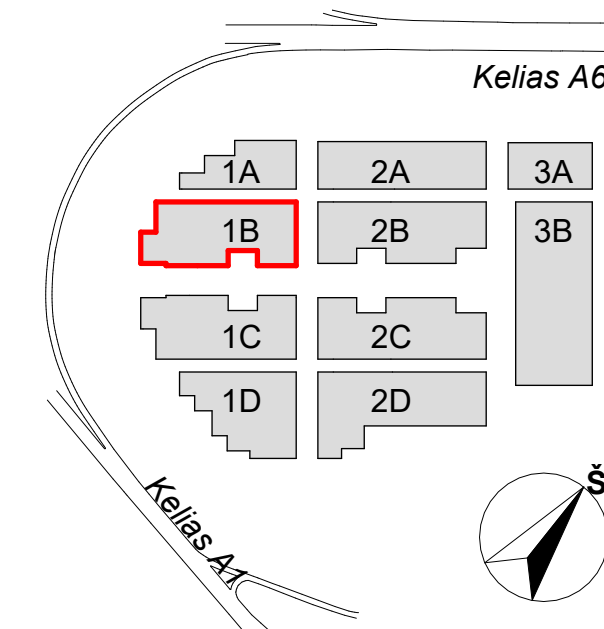 Kelias A6
1A 2A 3A
1B 2B 3B
1C 2C
1D 2D
Kelias A1
Š